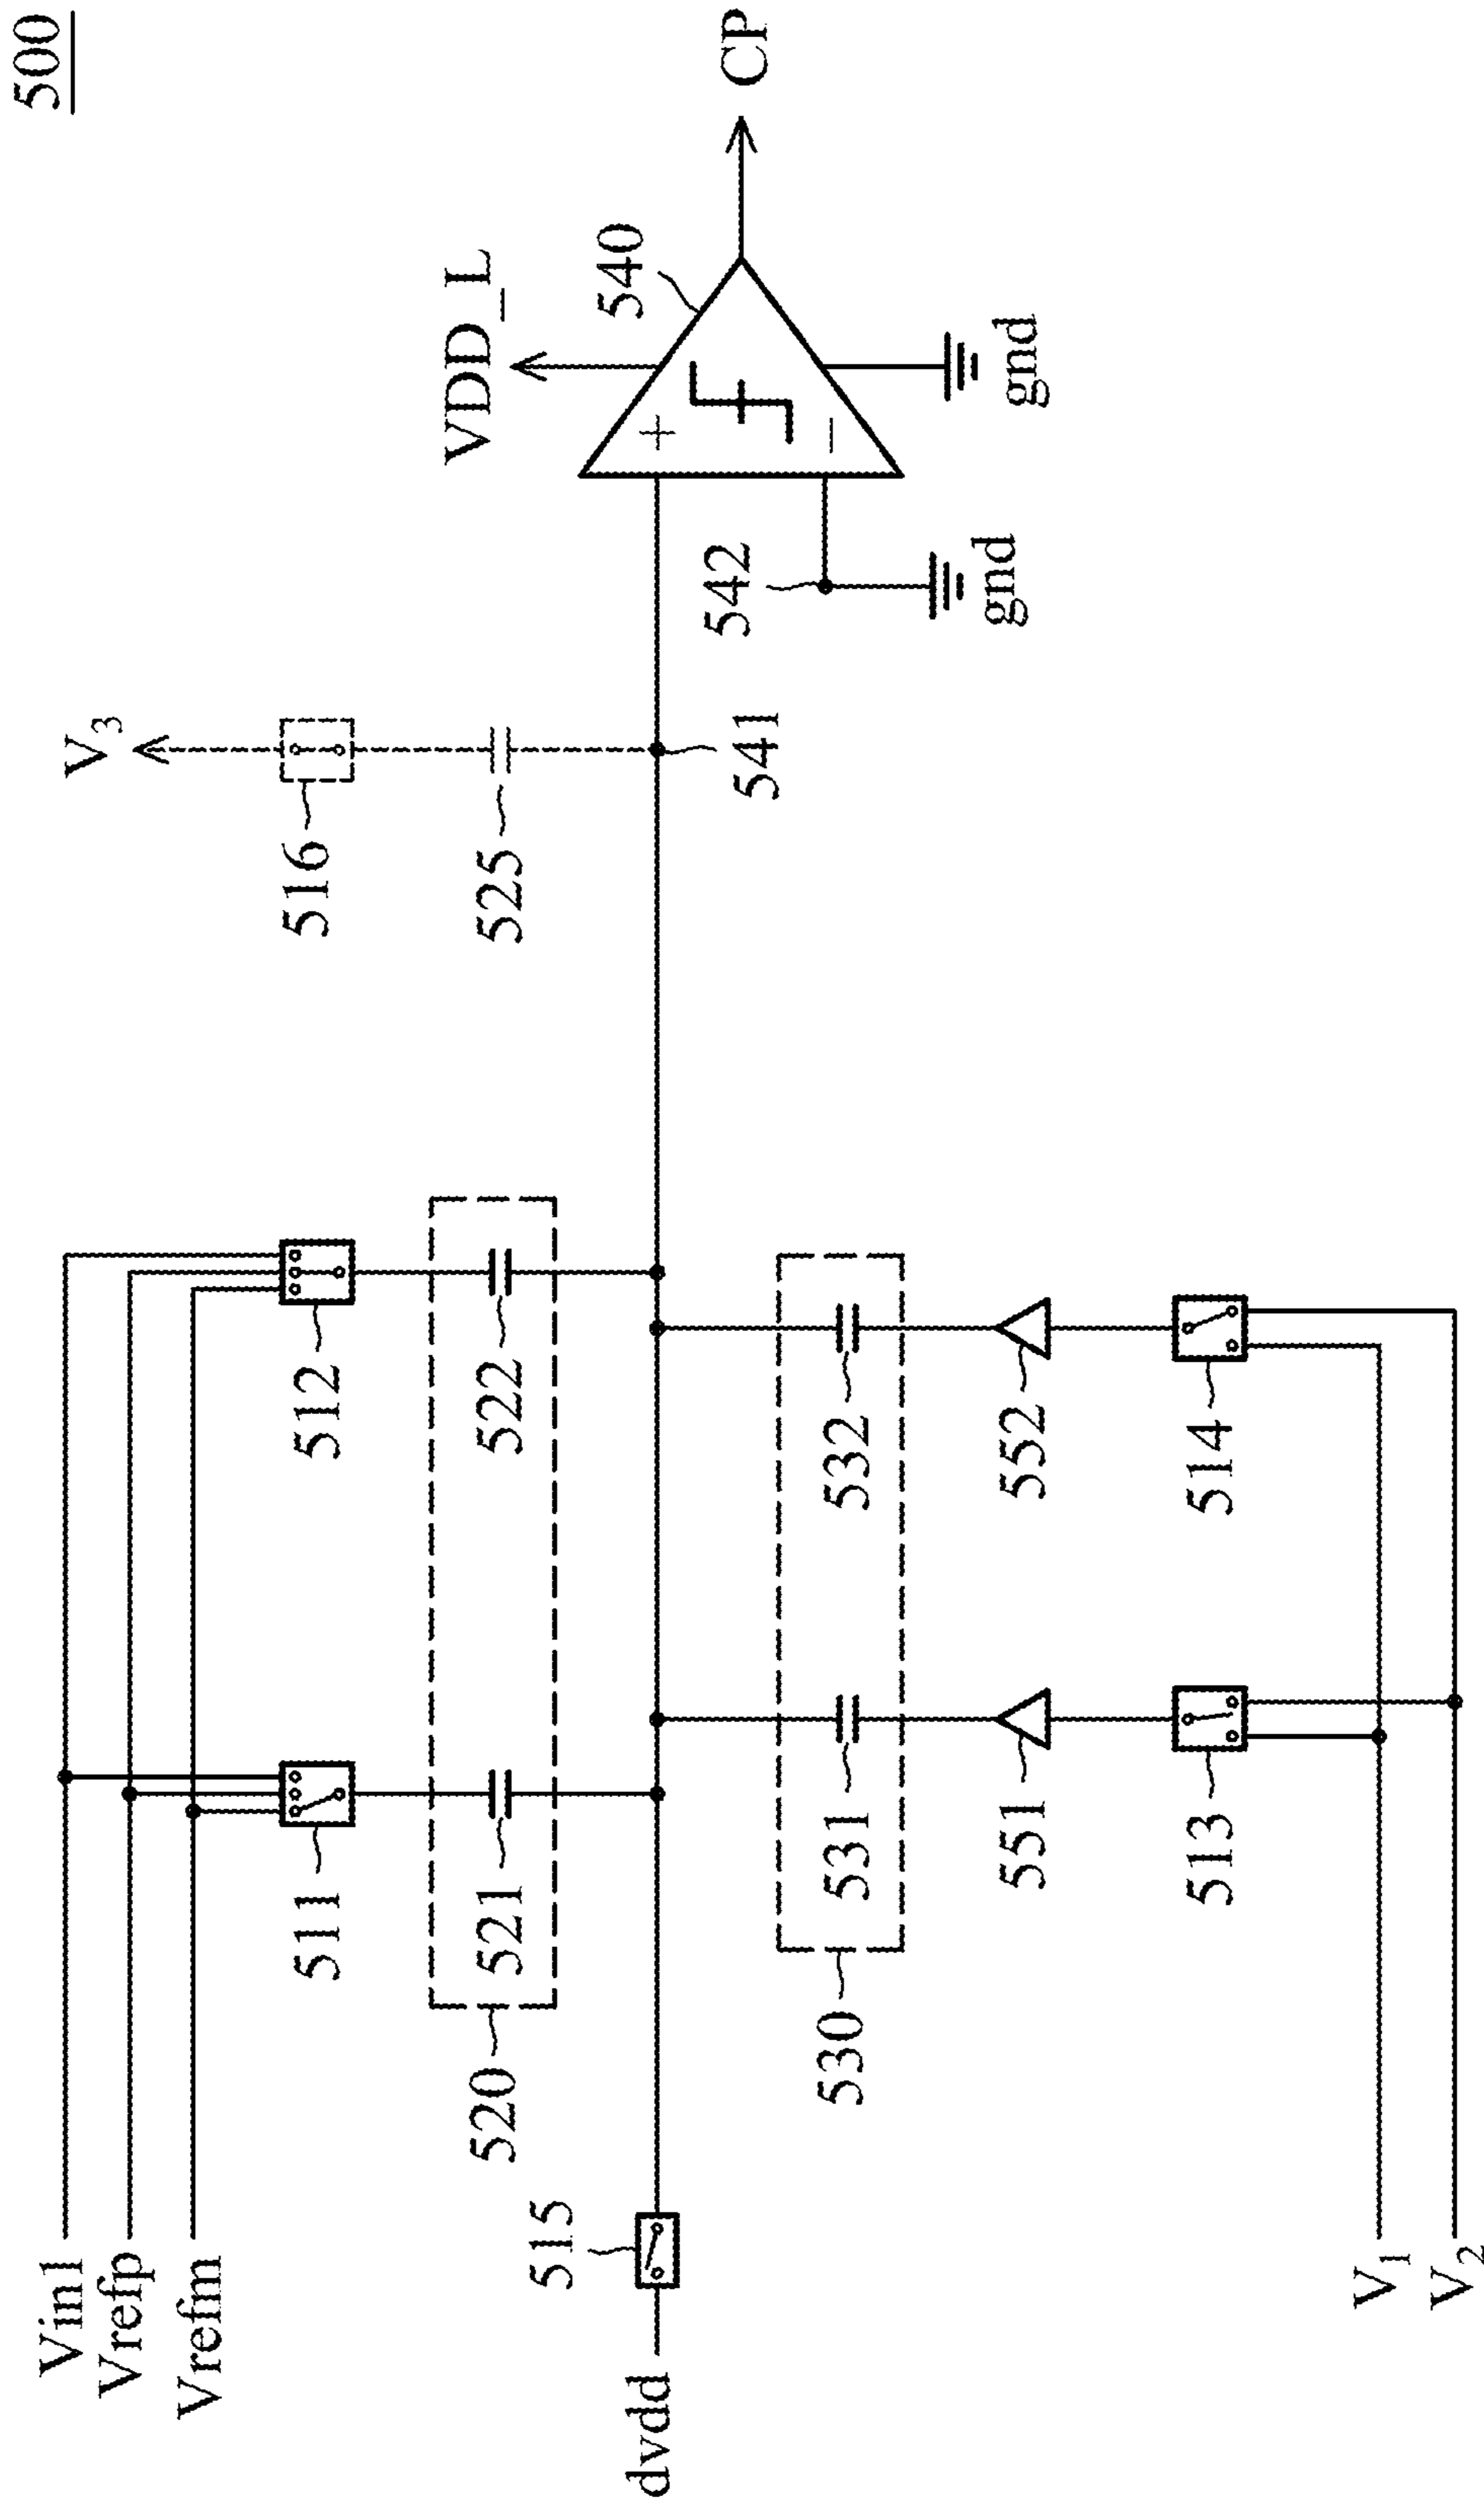 500
Vin1
Vrefp
Vrefm
V3
516
511
512
VDD_L
520
521
522
525
515
540
dvdd
CP
541
542
+
−
530
531
532
gnd
gnd
551
552
513
514
V1
V2